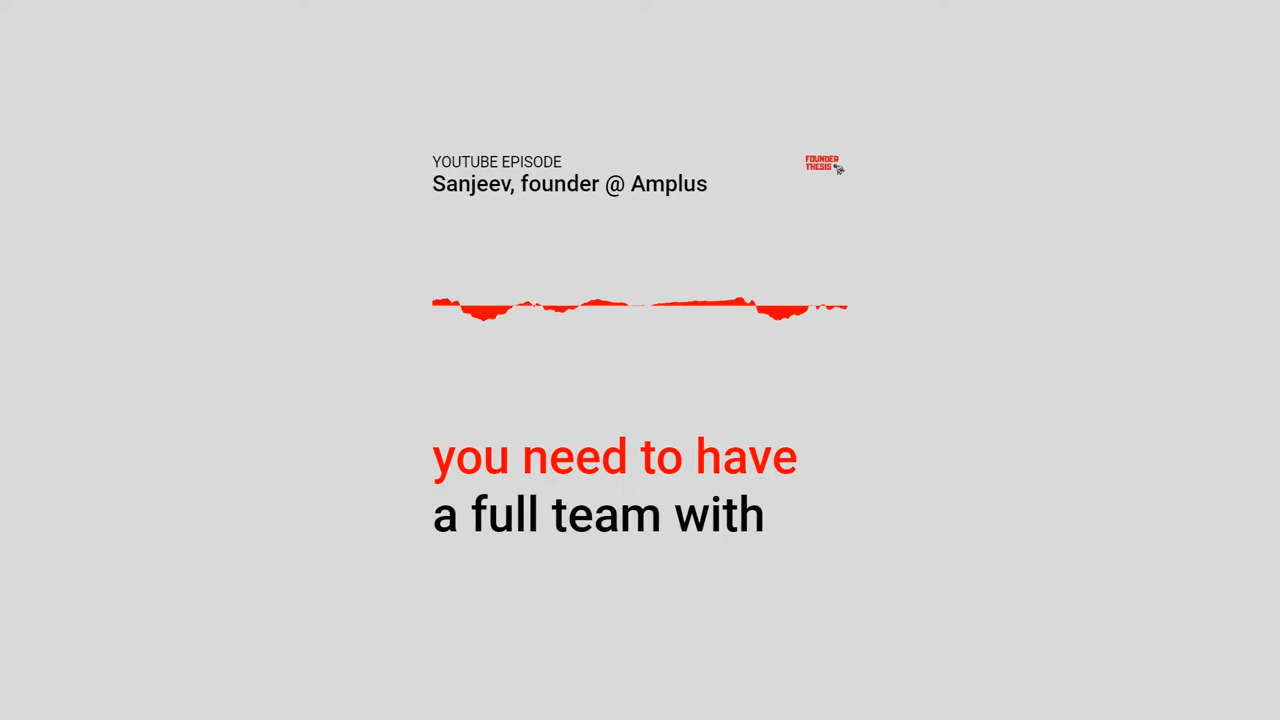 YOUTUBE EPISODE
Sanjeev, founder @ Amplus
FOUNDER
THESIS
you need to have
a full team with